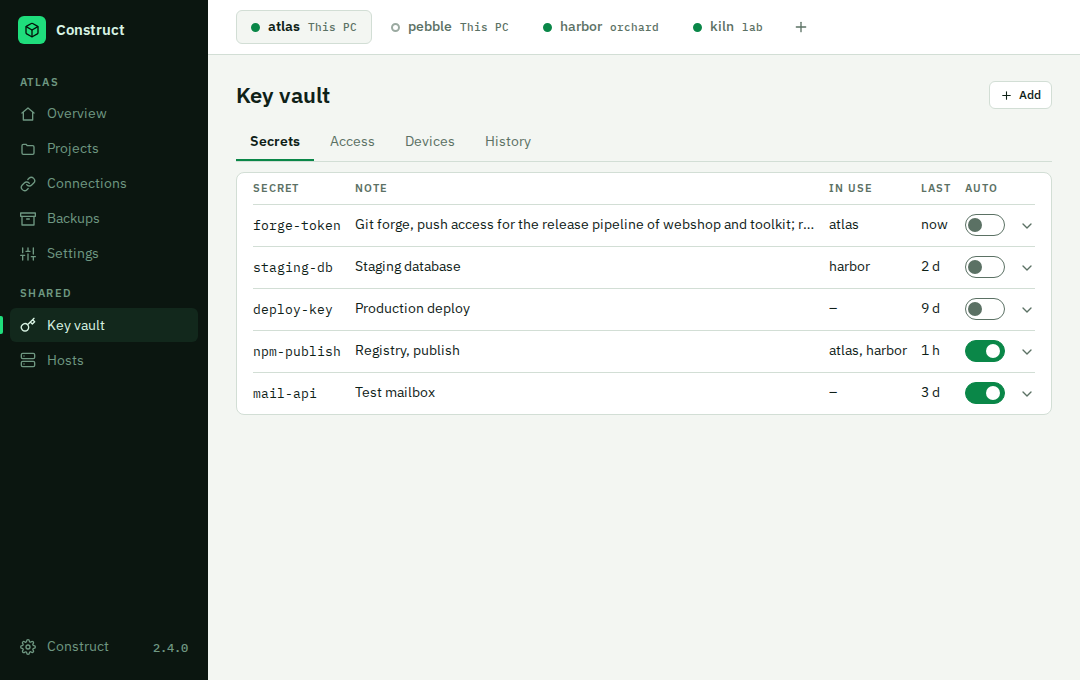 Construct
atlas This PC
pebble This PC
harbor orchard
kiln lab
ATLAS
Overview
Projects
Connections
Backups
Settings
SHARED
Key vault
Hosts
Construct 2.4.0
Key vault
Add
Secrets Access Devices History
SECRET NOTE IN USE LAST AUTO
forge-token Git forge, push access for the release pipeline of webshop and toolkit; r... atlas now
staging-db Staging database harbor 2 d
deploy-key Production deploy – 9 d
npm-publish Registry, publish atlas, harbor 1 h
mail-api Test mailbox – 3 d